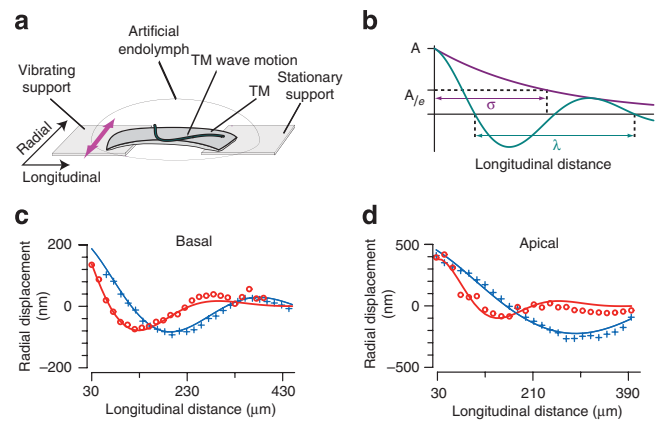 a
Artificial
endolymph
TM wave motion
Vibrating
support
TM
Stationary
support
Radial
Longitudinal
b
A
A/e
σ
λ
Longitudinal distance
c
Basal
Radial displacement
(nm)
200
0
–200
30
230
430
Longitudinal distance (μm)
d
Apical
Radial displacement
(nm)
500
0
–500
30
210
390
Longitudinal distance (μm)